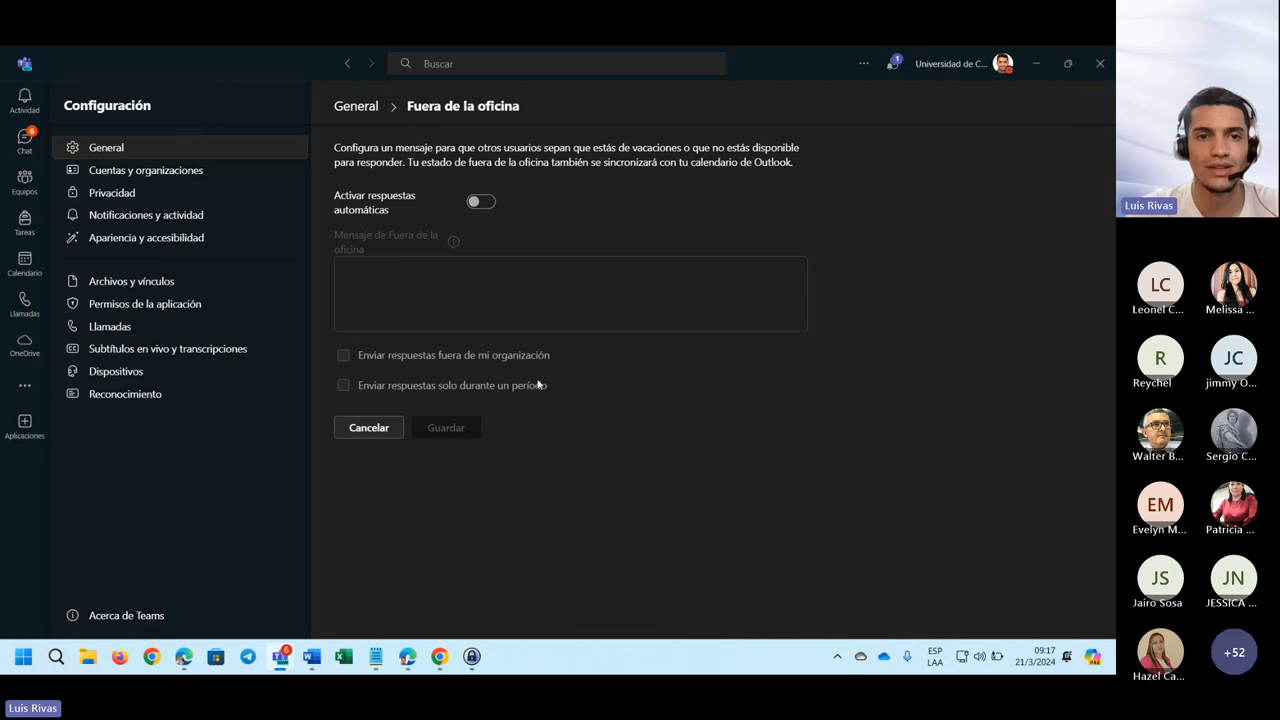 Buscar
Universidad de C...
1
Actividad
6
Chat
Equipos
Tareas
Calendario
Llamadas
OneDrive
Aplicaciones
Configuración
General
Cuentas y organizaciones
Privacidad
Notificaciones y actividad
Apariencia y accesibilidad
Archivos y vínculos
Permisos de la aplicación
Llamadas
Subtítulos en vivo y transcripciones
Dispositivos
Reconocimiento
Acerca de Teams
General > Fuera de la oficina
Configura un mensaje para que otros usuarios sepan que estás de vacaciones o que no estás disponible
para responder. Tu estado de fuera de la oficina también se sincronizará con tu calendario de Outlook.
Activar respuestas
automáticas
Mensaje de Fuera de la
oficina
Enviar respuestas fuera de mi organización
Enviar respuestas solo durante un período
Cancelar
Guardar
6
ESP
LAA
09:17
21/3/2024
Luis Rivas
LC
Leonel C...
Melissa ...
R
Reychel
JC
jimmy O...
Walter B...
Sergio C...
EM
Evelyn M...
Patricia ...
JS
Jairo Sosa
JN
JESSICA ...
Hazel Ca...
+52
Luis Rivas